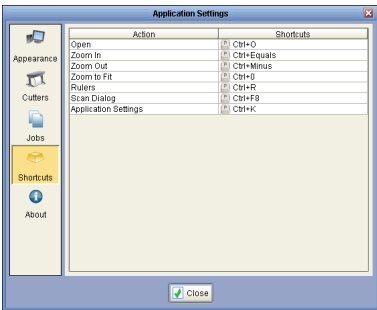 Application Settings
Appearance
Cutters
Jobs
Shortcuts
About
Action Shortcuts
Open Ctrl+O
Zoom In Ctrl+Equals
Zoom Out Ctrl+Minus
Zoom to Fit Ctrl+0
Rulers Ctrl+R
Scan Dialog Ctrl+F8
Application Settings Ctrl+K
Close